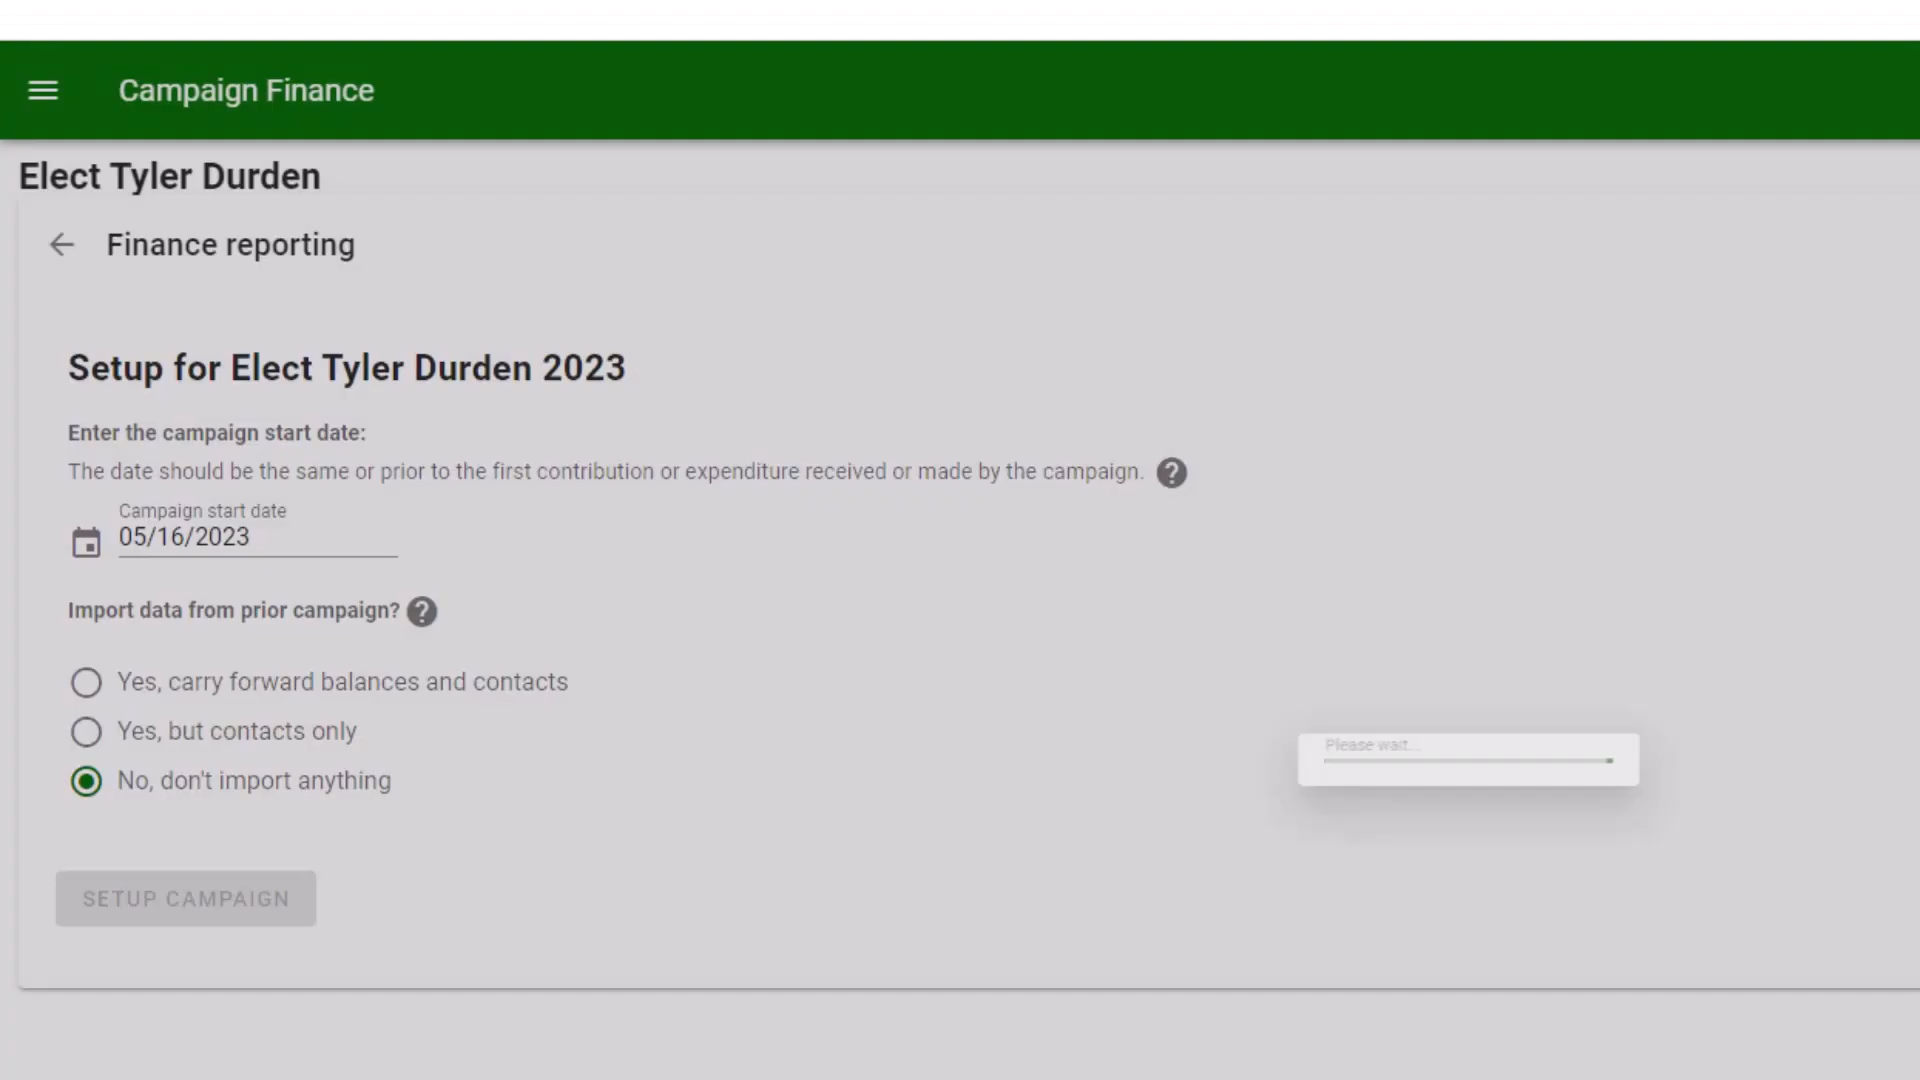 Campaign Finance
Elect Tyler Durden
Finance reporting
Setup for Elect Tyler Durden 2023
Enter the campaign start date:
The date should be the same or prior to the first contribution or expenditure received or made by the campaign.
Campaign start date
05/16/2023
Import data from prior campaign?
Yes, carry forward balances and contacts
Yes, but contacts only
Please wait...
No, don't import anything
SETUP CAMPAIGN